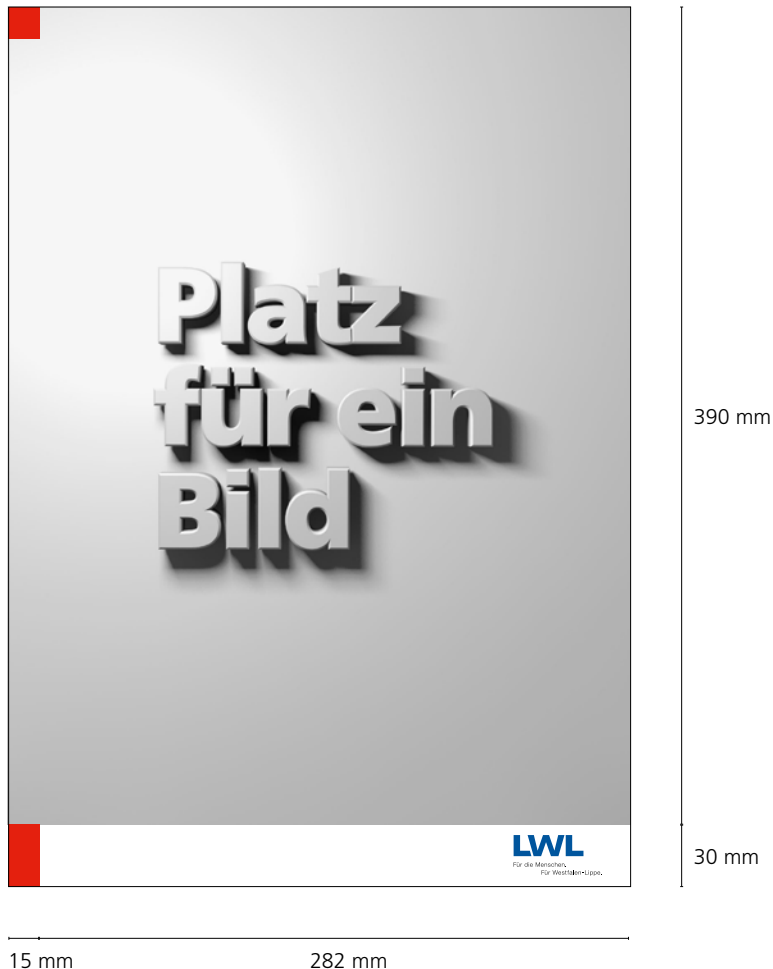 Platz
für ein
Bild
390 mm
LWL
Für die Menschen.
Für Westfalen-Lippe.
30 mm
15 mm
282 mm